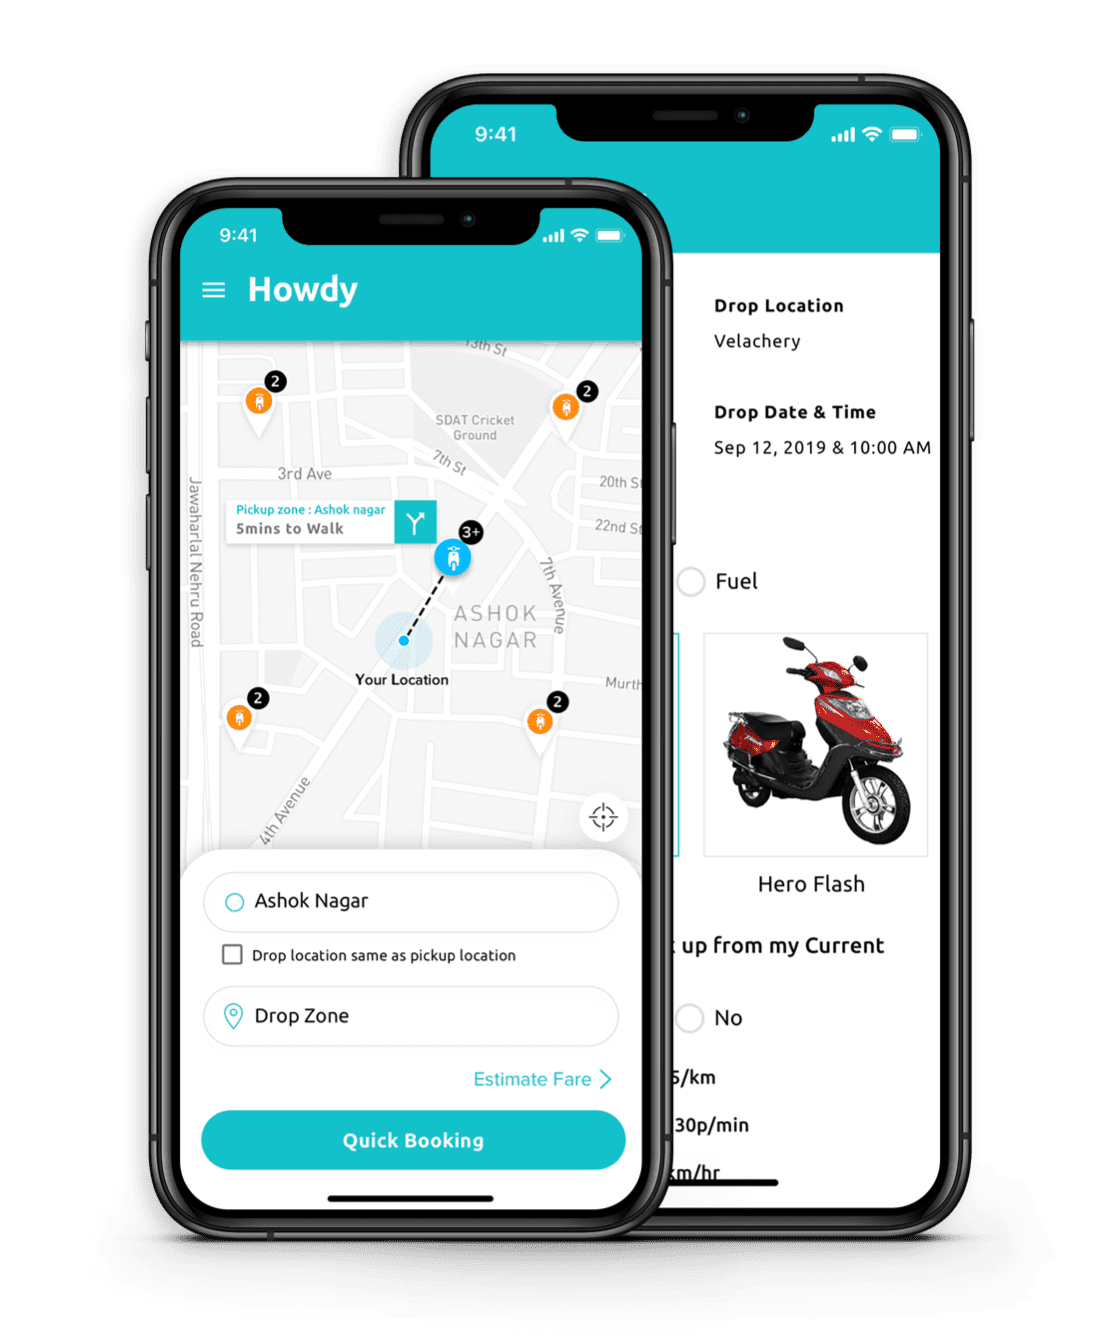 9:41
Howdy
13th St
2
2
SDAT Cricket
Ground
7th St
3rd Ave
20th St
Jawaharlal Nehru Road
Pickup zone : Ashok nagar
5mins to Walk
3+
22nd St
7th Avenue
ASHOK
NAGAR
Your Location
Murth
2
2
4th Avenue
Ashok Nagar
Drop location same as pickup location
Drop Zone
Estimate Fare
Quick Booking
9:41
Drop Location
Velachery
Drop Date & Time
Sep 12, 2019 & 10:00 AM
Fuel
Hero Flash
up from my Current
No
5/km
30p/min
km/hr